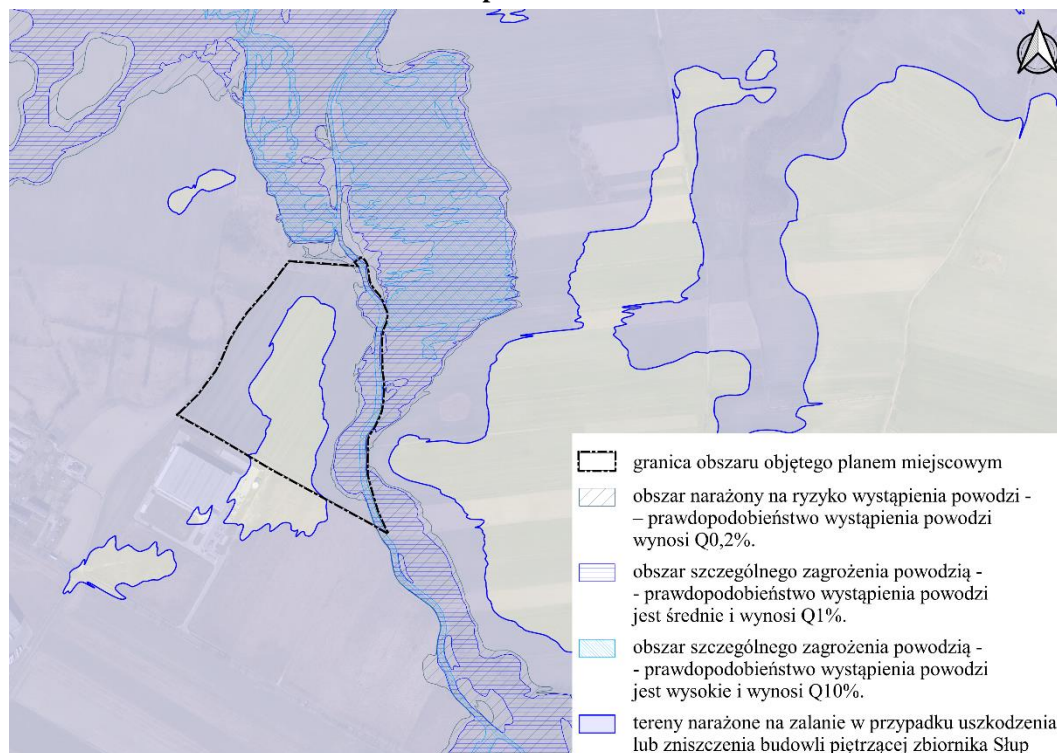 granica obszaru objętego planem miejscowym
obszar narażony na ryzyko wystąpienia powodzi -
– prawdopodobieństwo wystąpienia powodzi
wynosi Q0,2%.
obszar szczególnego zagrożenia powodzią -
- prawdopodobieństwo wystąpienia powodzi
jest średnie i wynosi Q1%.
obszar szczególnego zagrożenia powodzią -
- prawdopodobieństwo wystąpienia powodzi
jest wysokie i wynosi Q10%.
tereny narażone na zalanie w przypadku uszkodzenia
lub zniszczenia budowli piętrzącej zbiornika Słup